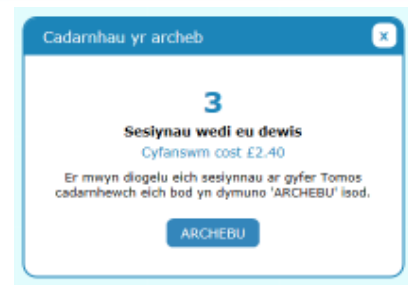 Cadarnhau yr archeb
x
3
Sesiynau wedi eu dewis
Cyfanswm cost £2.40
Er mwyn diogelu eich sesiynnau ar gyfer Tomos
cadarnhewch eich bod yn dymuno 'ARCHEBU' isod.
ARCHEBU